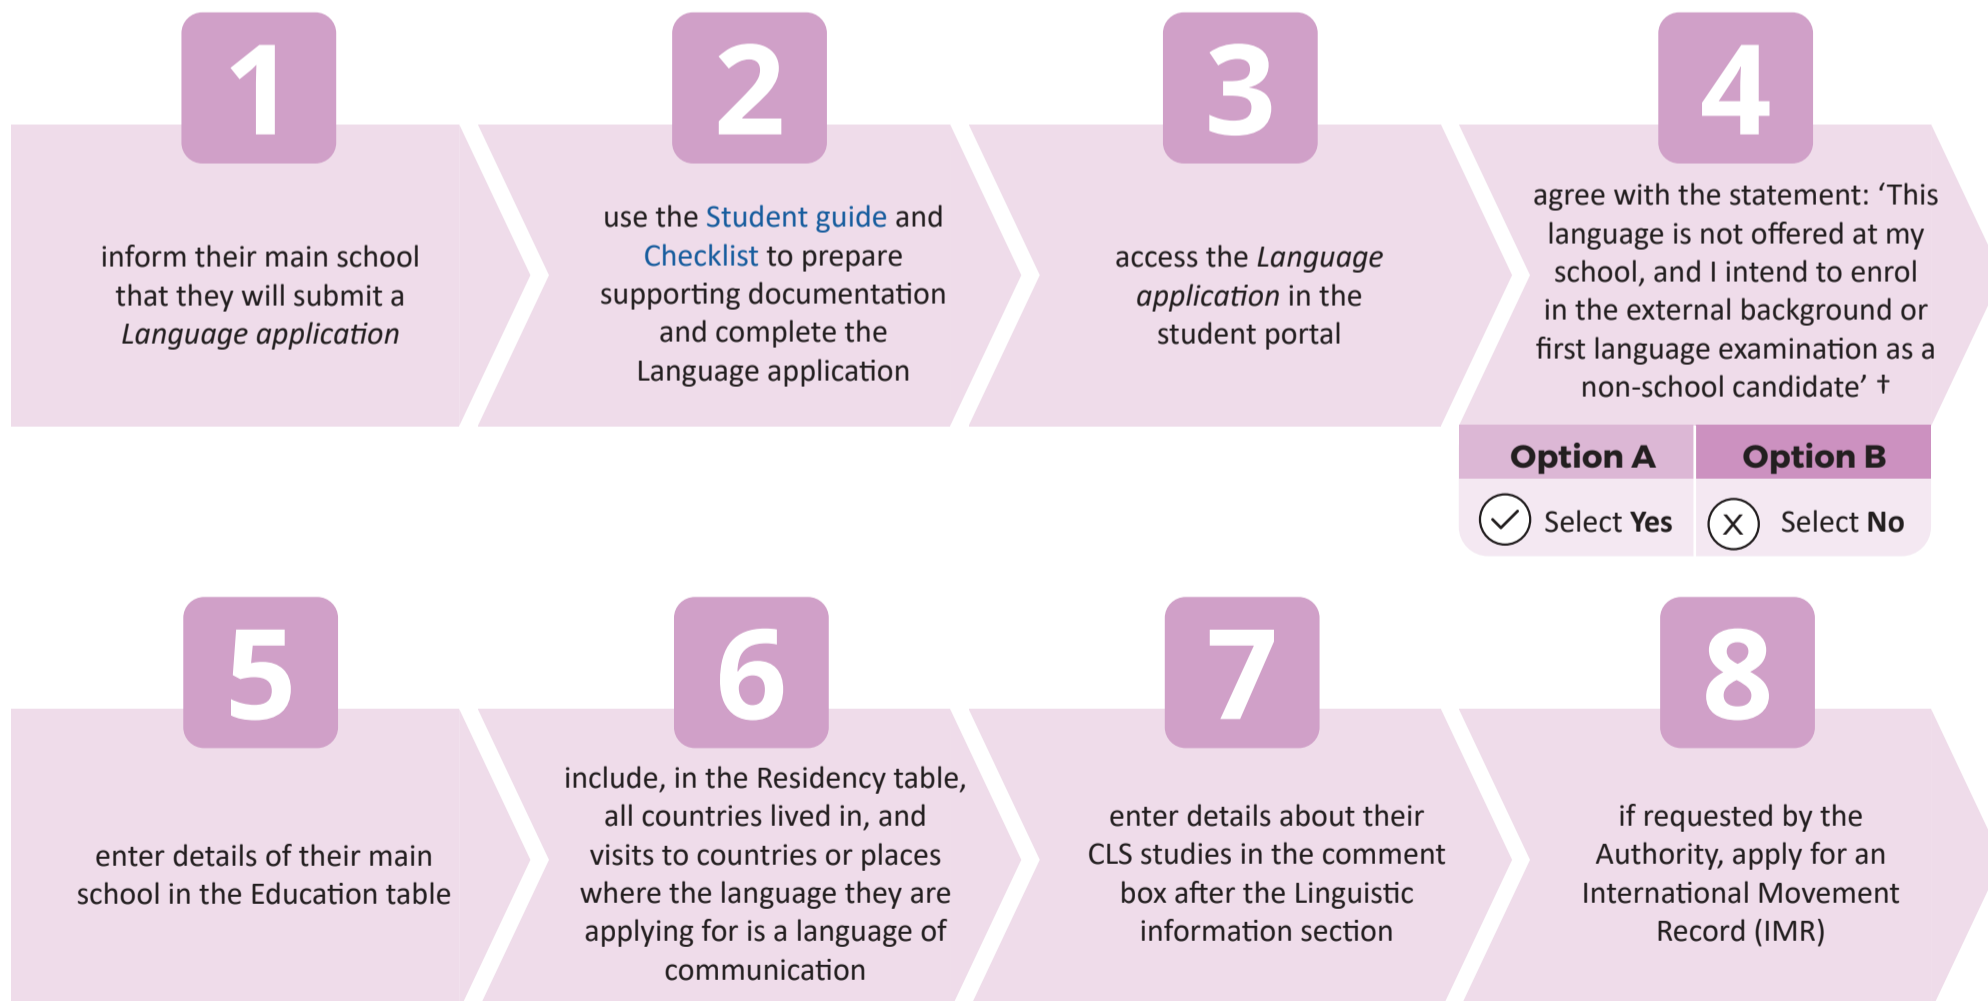 1
inform their main school
that they will submit a
Language application
2
use the Student guide and
Checklist to prepare
supporting documentation
and complete the
Language application
3
access the Language
application in the
student portal
4
agree with the statement: ‘This
language is not offered at my
school, and I intend to enrol
in the external background or
first language examination as a
non-school candidate’ †
Option A
Select Yes
Option B
X Select No
5
enter details of their main
school in the Education table
6
include, in the Residency table,
all countries lived in, and
visits to countries or places
where the language they are
applying for is a language of
communication
7
enter details about their
CLS studies in the comment
box after the Linguistic
information section
8
if requested by the
Authority, apply for an
International Movement
Record (IMR)